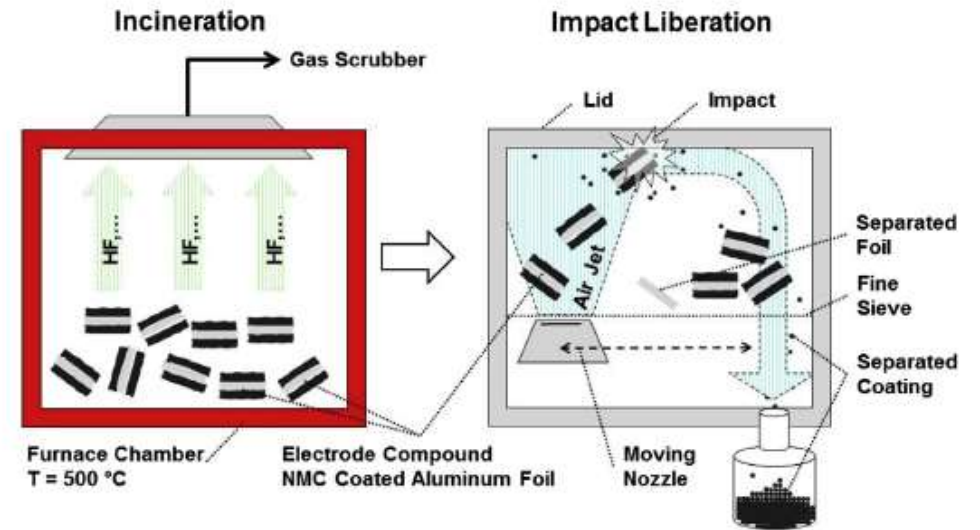 Incineration
Gas Scrubber
HF,...
HF,...
HF,...
Furnace Chamber
T = 500 °C
Electrode Compound
NMC Coated Aluminum Foil
Impact Liberation
Lid
Impact
Air Jet
Separated
Foil
Fine
Sieve
Separated
Coating
Moving
Nozzle